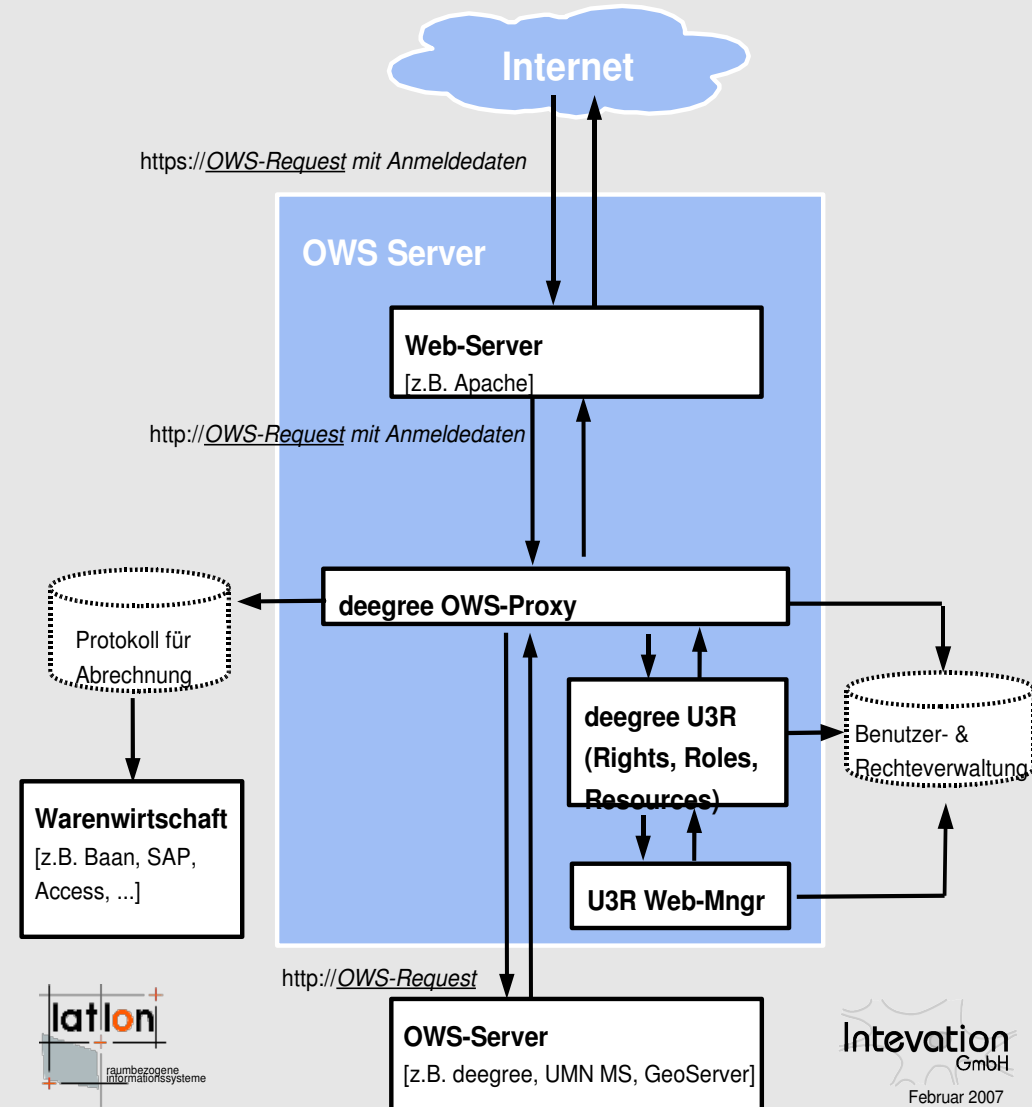 Internet
https://OWS-Request mit Anmeldedaten
OWS Server
Web-Server
[z.B. Apache]
http://OWS-Request mit Anmeldedaten
deegree OWS-Proxy
Protokoll für
Abrechnung
deegree U3R
(Rights, Roles,
Resources)
Benutzer- &
Rechteverwaltung
Warenwirtschaft
[z.B. Baan, SAP,
Access, ...]
U3R Web-Mngr
http://OWS-Request
OWS-Server
[z.B. deegree, UMN MS, GeoServer]
lat lon
raumbezogene
informationssysteme
Intevation
GmbH
Februar 2007